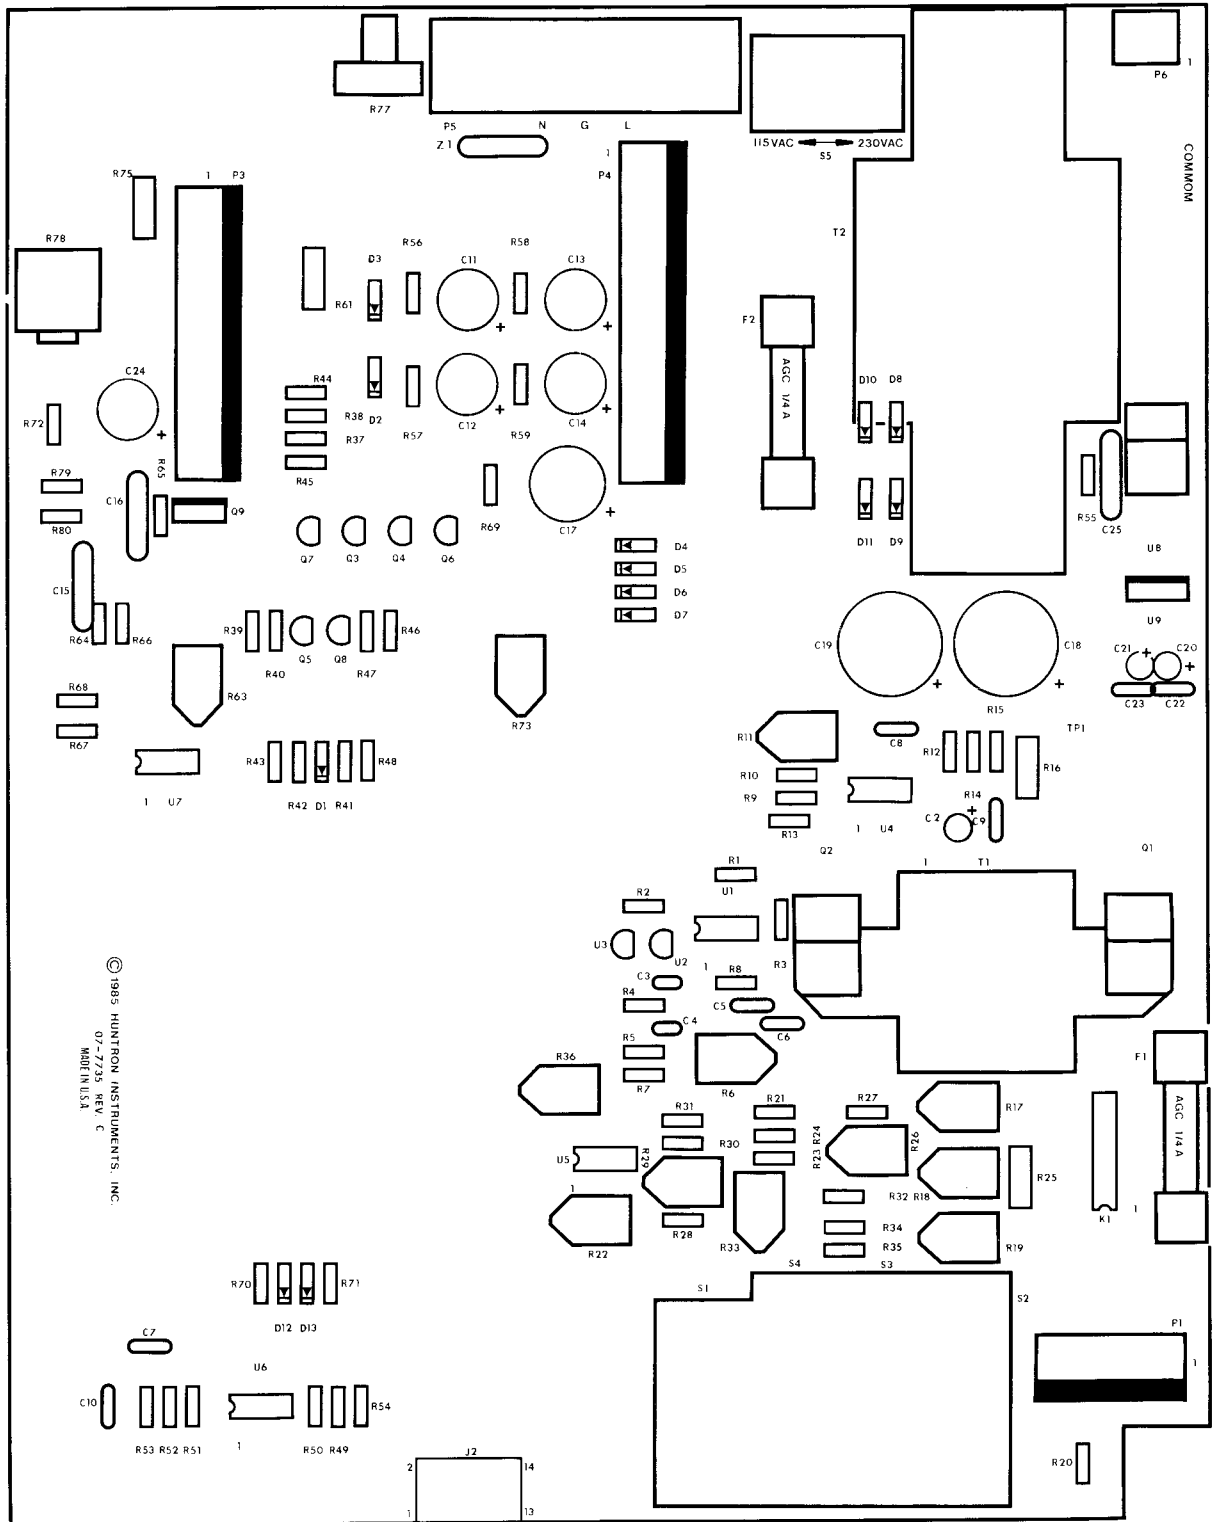 R77
P6
1
P5 N G L
Z1
115VAC 230VAC
S5
COMMOM
R75
1 P3
1
P4
R78
T2
R56
R58
D3
C11
C13
R61
F2
AGC 1/4 A
C24
R44
R38
R37
R45
D2
R57
C12
R59
C14
D10 D8
R72
R65
R79
C16
Q9
R80
R69
C17
R55
C25
D11 D9
Q7 Q3 Q4 Q6
D4
D5
D6
D7
U8
C15
R64 R66
R39
R40
Q5 Q8
R47
R46
U9
C19
C18
C21 C20
C23 C22
R68
R63
R67
R73
R15
TP1
R11
C8
R12
R16
R43
R42 D1 R41
R48
R10
R9
R13
R14
1 U7
1 U4
C2
C9
Q2
Q1
R1
1 T1
U1
R2
U3
U2
1
R8
R3
C3
R4
C5
C4
C6
R5
R7
R6
R36
F1
AGC 1/4 A
© 1985 HUNTRON INSTRUMENTS, INC.
07-7735 REV. C
MADE IN U.S.A
R31
R21
R27
R17
R30
R24
R23
R26
U5
R29
1
R25
R32 R18
R28
R22
R33
R34
R35
R19
K1
1
S4
S3
S1
S2
R70
R71
D12 D13
C7
P1
1
U6
C10
R54
R53 R52 R51
1
R50 R49
J2
2 14
1 13
R20